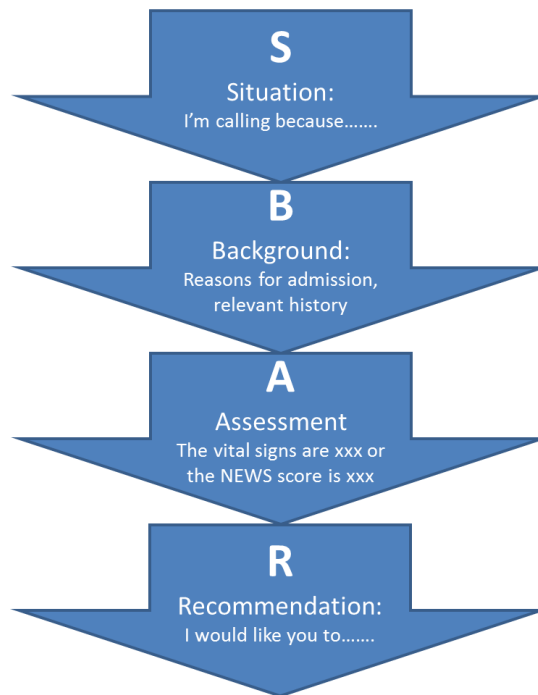 S
Situation:
I'm calling because…….
B
Background:
Reasons for admission,
relevant history
A
Assessment
The vital signs are xxx or
the NEWS score is xxx
R
Recommendation:
I would like you to…….